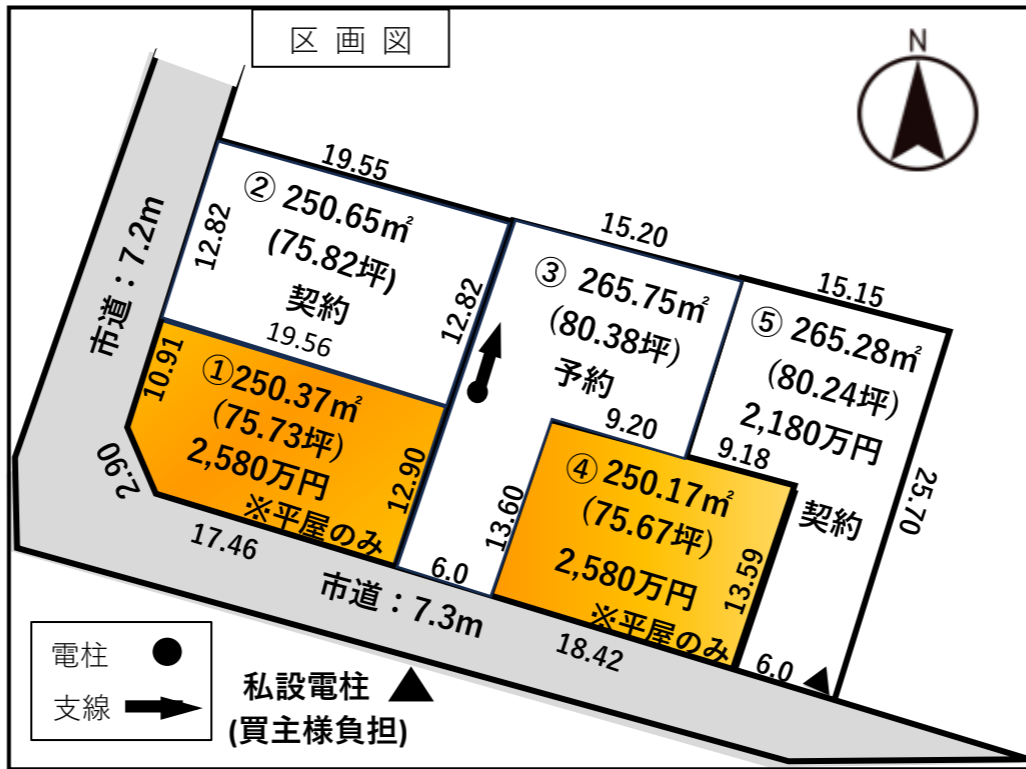 区画図
N
19.55
② 250.65㎡
(75.82坪)
契約
12.82
12.82
19.56
市道：7.2m
15.20
③ 265.75㎡
(80.38坪)
予約
15.15
⑤ 265.28㎡
(80.24坪)
2,180万円
契約
25.70
10.91
①250.37㎡
(75.73坪)
2,580万円
※平屋のみ
12.90
2.90
17.46
9.20
9.18
④ 250.17㎡
(75.67坪)
2,580万円
※平屋のみ
13.60
13.59
6.0
18.42
6.0
市道：7.3m
電柱
支線
私設電柱
(買主様負担)